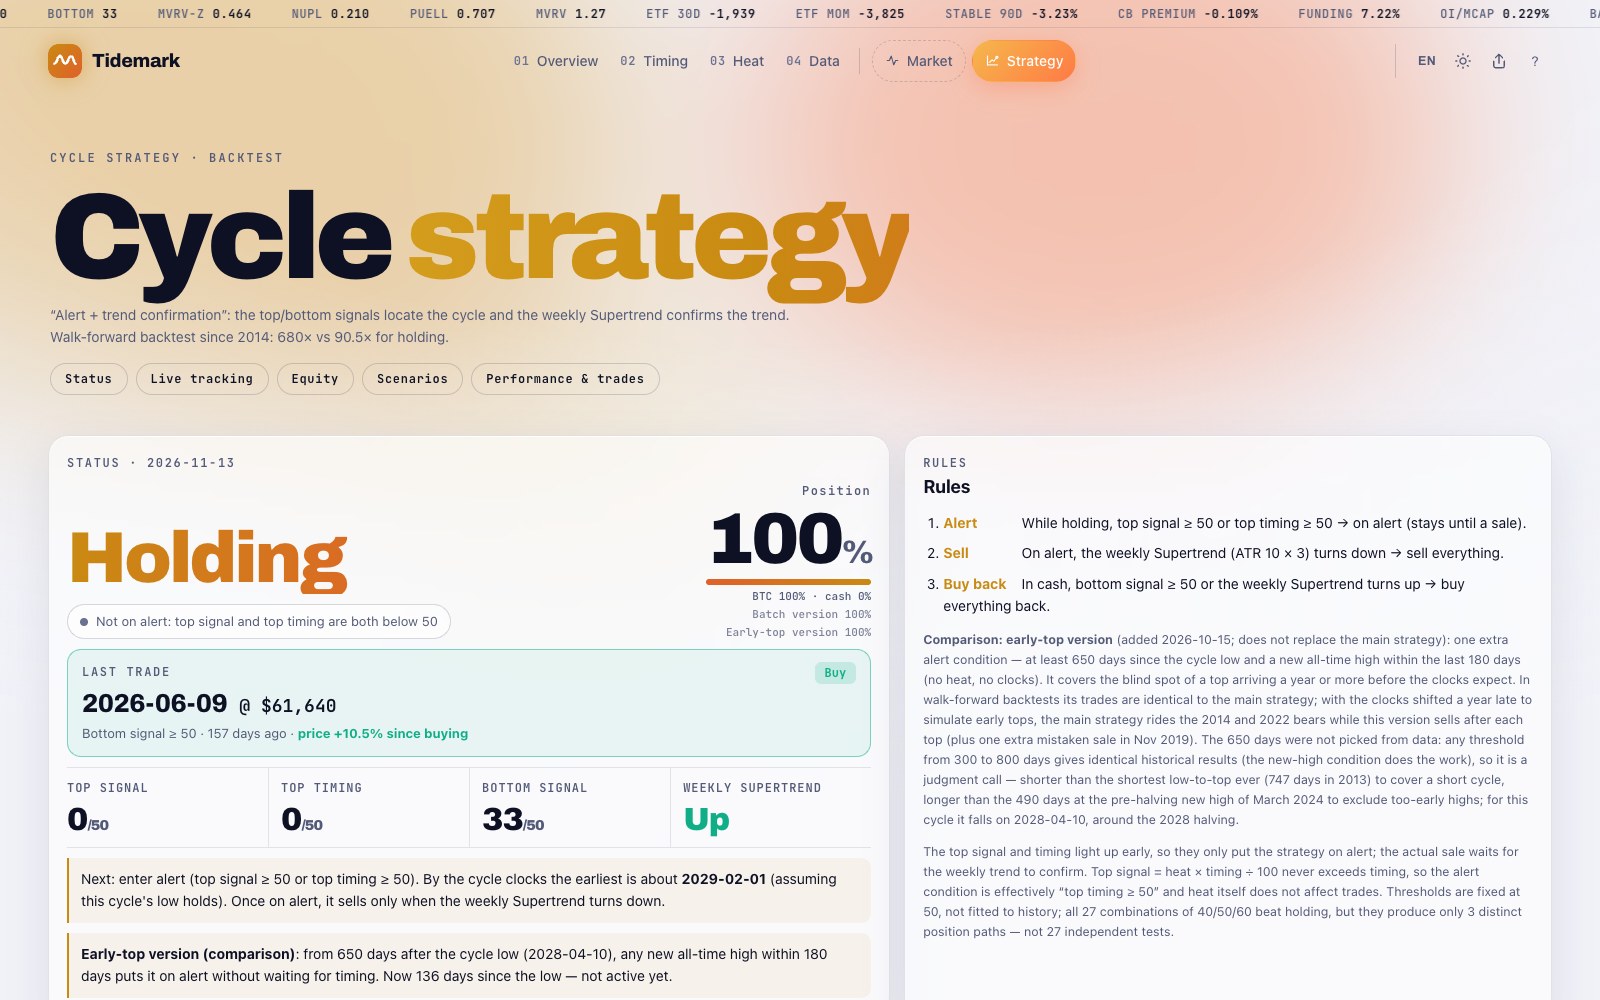 0 BOTTOM 33 MVRV-Z 0.464 NUPL 0.210 PUELL 0.707 MVRV 1.27 ETF 30D -1,939 ETF MOM -3,825 STABLE 90D -3.23% CB PREMIUM -0.109% FUNDING 7.22% OI/MCAP 0.229%
Tidemark
01 Overview 02 Timing 03 Heat 04 Data Market Strategy
EN ?
CYCLE STRATEGY · BACKTEST
Cycle strategy
“Alert + trend confirmation”: the top/bottom signals locate the cycle and the weekly Supertrend confirms the trend.
Walk-forward backtest since 2014: 680× vs 90.5× for holding.
Status Live tracking Equity Scenarios Performance & trades
STATUS · 2026-11-13
Position
Holding
100%
BTC 100% · cash 0%
Batch version 100%
Early-top version 100%
Not on alert: top signal and top timing are both below 50
LAST TRADE
Buy
2026-06-09 @ $61,640
Bottom signal ≥ 50 · 157 days ago · price +10.5% since buying
TOP SIGNAL
0/50
TOP TIMING
0/50
BOTTOM SIGNAL
33/50
WEEKLY SUPERTREND
Up
Next: enter alert (top signal ≥ 50 or top timing ≥ 50). By the cycle clocks the earliest is about 2029-02-01 (assuming
this cycle's low holds). Once on alert, it sells only when the weekly Supertrend turns down.
Early-top version (comparison): from 650 days after the cycle low (2028-04-10), any new all-time high within 180
days puts it on alert without waiting for timing. Now 136 days since the low — not active yet.
RULES
Rules
1. Alert While holding, top signal ≥ 50 or top timing ≥ 50 → on alert (stays until a sale).
2. Sell On alert, the weekly Supertrend (ATR 10 × 3) turns down → sell everything.
3. Buy back In cash, bottom signal ≥ 50 or the weekly Supertrend turns up → buy
everything back.
Comparison: early-top version (added 2026-10-15; does not replace the main strategy): one extra
alert condition — at least 650 days since the cycle low and a new all-time high within the last 180 days
(no heat, no clocks). It covers the blind spot of a top arriving a year or more before the clocks expect. In
walk-forward backtests its trades are identical to the main strategy; with the clocks shifted a year late to
simulate early tops, the main strategy rides the 2014 and 2022 bears while this version sells after each
top (plus one extra mistaken sale in Nov 2019). The 650 days were not picked from data: any threshold
from 300 to 800 days gives identical historical results (the new-high condition does the work), so it is a
judgment call — shorter than the shortest low-to-top ever (747 days in 2013) to cover a short cycle,
longer than the 490 days at the pre-halving new high of March 2024 to exclude too-early highs; for this
cycle it falls on 2028-04-10, around the 2028 halving.
The top signal and timing light up early, so they only put the strategy on alert; the actual sale waits for
the weekly trend to confirm. Top signal = heat × timing ÷ 100 never exceeds timing, so the alert
condition is effectively “top timing ≥ 50” and heat itself does not affect trades. Thresholds are fixed at
50, not fitted to history; all 27 combinations of 40/50/60 beat holding, but they produce only 3 distinct
position paths — not 27 independent tests.